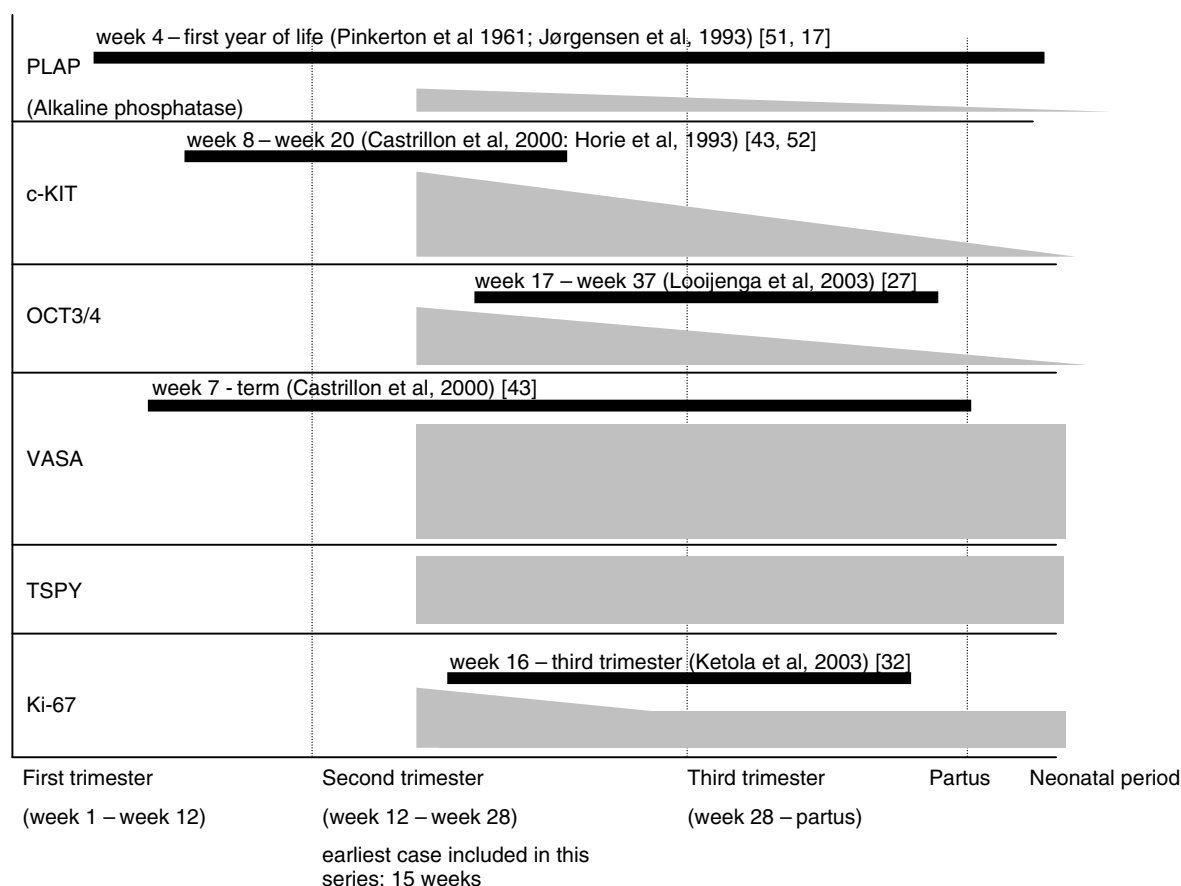 week 4 – first year of life (Pinkerton et al 1961; Jørgensen et al, 1993) [51, 17]
PLAP
(Alkaline phosphatase)
week 8 – week 20 (Castrillon et al, 2000: Horie et al, 1993) [43, 52]
c-KIT
week 17 – week 37 (Looijenga et al, 2003) [27]
OCT3/4
week 7 - term (Castrillon et al, 2000) [43]
VASA
TSPY
week 16 – third trimester (Ketola et al, 2003) [32]
Ki-67
First trimester
(week 1 – week 12)
Second trimester
(week 12 – week 28)
earliest case included in this
series: 15 weeks
Third trimester
(week 28 – partus)
Partus
Neonatal period